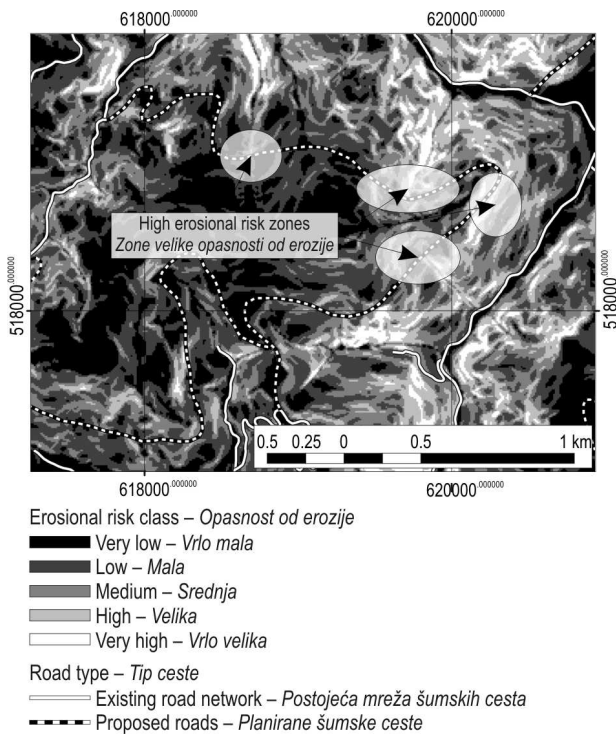 618000.000000 620000.000000
High erosional risk zones
Zone velike opasnosti od erozije
518000.000000 518000.000000
0.5 0.25 0 0.5 1 km
618000.000000 620000.000000
Erosional risk class – Opasnost od erozije
Very low – Vrlo mala
Low – Mala
Medium – Srednja
High – Velika
Very high – Vrlo velika
Road type – Tip ceste
Existing road network – Postojeća mreža šumskih cesta
Proposed roads – Planirane šumske ceste